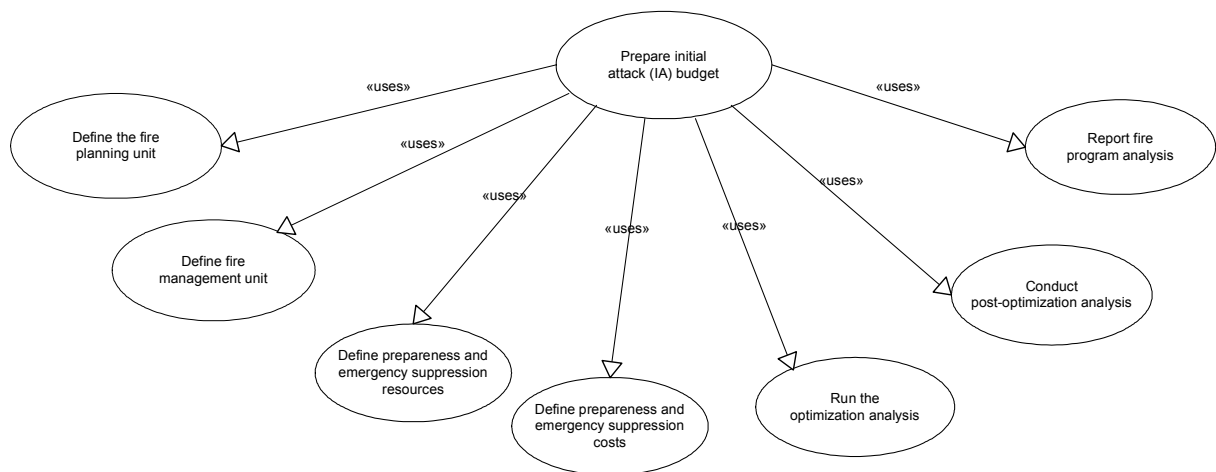 Prepare initial
attack (IA) budget
«uses»
«uses»
«uses»
«uses»
«uses»
«uses»
«uses»
Define the fire
planning unit
Report fire
program analysis
Define fire
management unit
Conduct
post-optimization analysis
Define prepareness and
emergency suppression
resources
Define prepareness and
emergency suppression
costs
Run the
optimization analysis